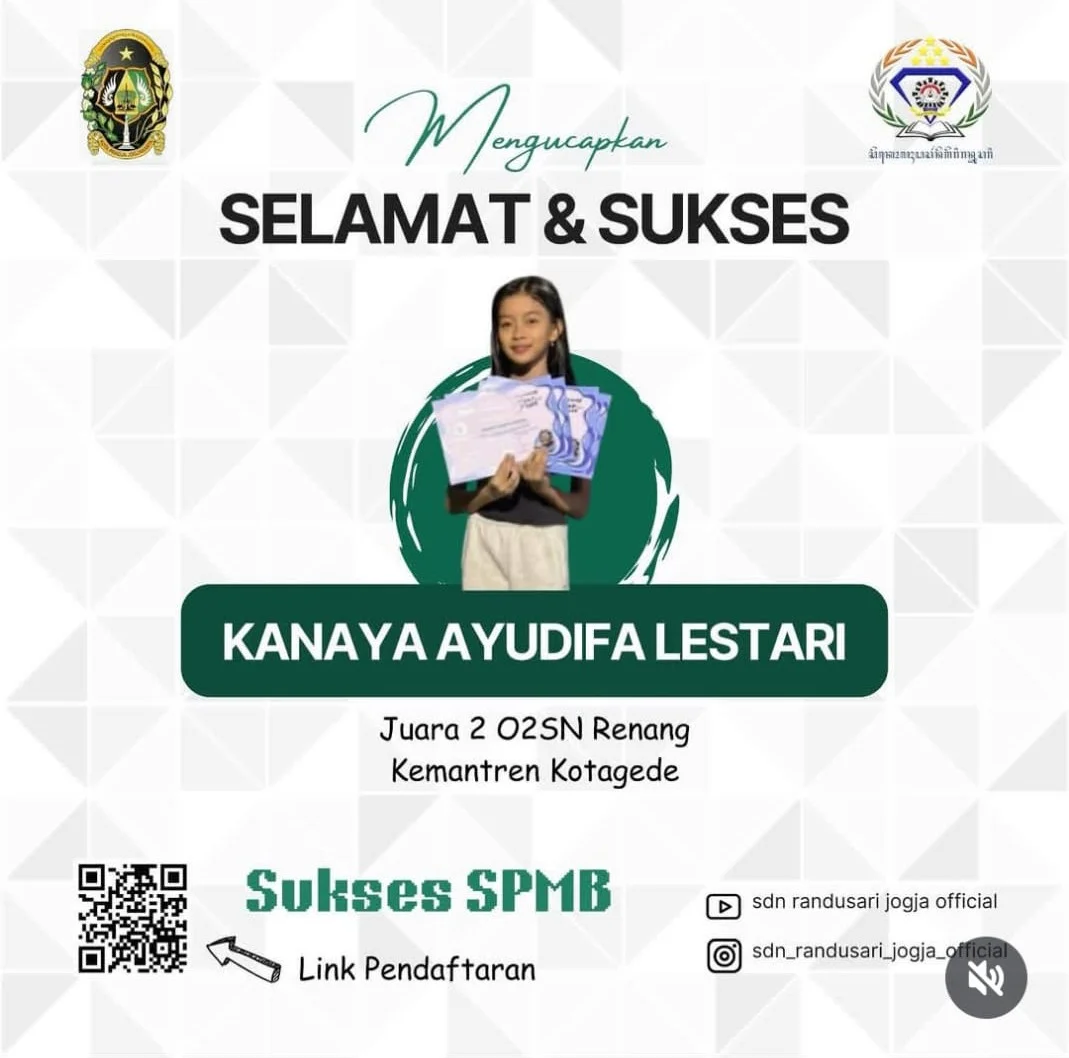 Mengucapkan
SELAMAT & SUKSES
KANAYA AYUDIFA LESTARI
Juara 2 O2SN Renang
Kemantren Kotagede
Sukses SPMB
Link Pendaftaran
sdn randusari jogja official
sdn_randusari_jogja_official